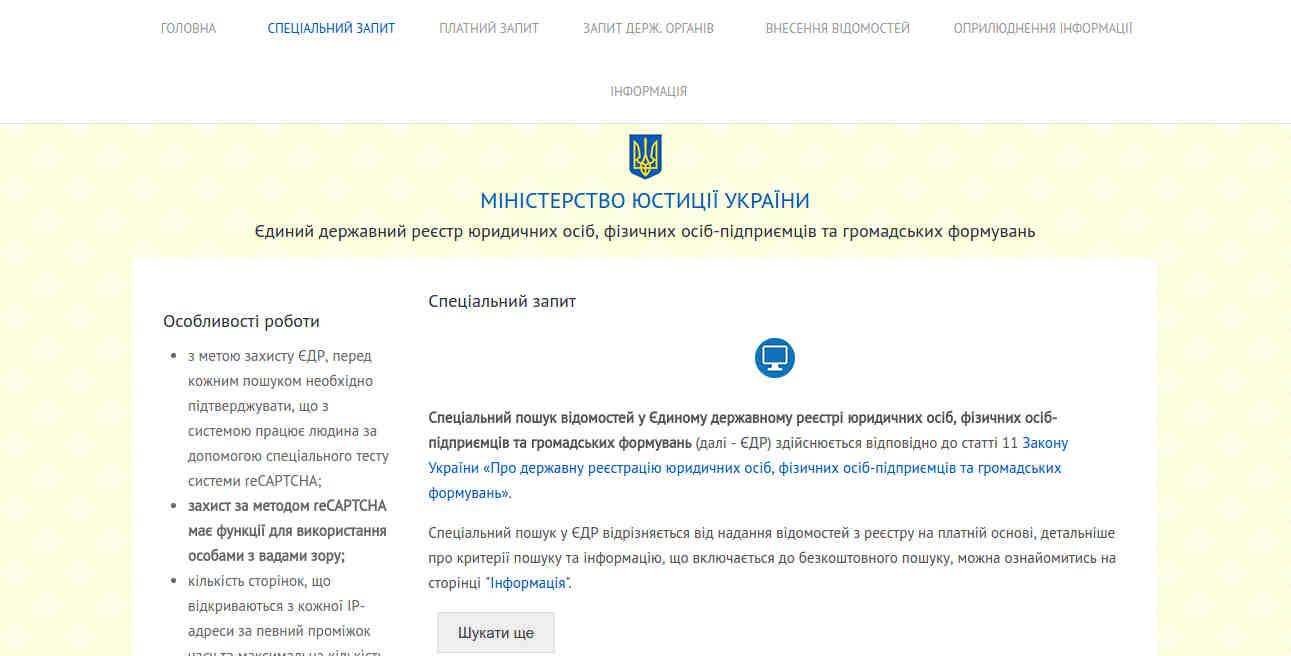 ГОЛОВНА
СПЕЦІАЛЬНИЙ ЗАПИТ
ПЛАТНИЙ ЗАПИТ
ЗАПИТ ДЕРЖ. ОРГАНІВ
ВНЕСЕННЯ ВІДОМОСТЕЙ
ОПРИЛЮДНЕННЯ ІНФОРМАЦІЇ
ІНФОРМАЦІЯ
МІНІСТЕРСТВО ЮСТИЦІЇ УКРАЇНИ
Єдиний державний реєстр юридичних осіб, фізичних осіб-підприємців та громадських формувань
Особливості роботи
з метою захисту ЄДР, перед
кожним пошуком необхідно
підтверджувати, що з
системою працює людина за
допомогою спеціального тесту
системи reCAPTCHA;
захист за методом reCAPTCHA
має функції для використання
особами з вадами зору;
кількість сторінок, що
відкриваються з кожної IP-
адреси за певний проміжок
часу та максимальна кількість
Спеціальний запит
Спеціальний пошук відомостей у Єдиному державному реєстрі юридичних осіб, фізичних осіб-
підприємців та громадських формувань (далі - ЄДР) здійснюється відповідно до статті 11 Закону
України «Про державну реєстрацію юридичних осіб, фізичних осіб-підприємців та громадських
формувань».
Спеціальний пошук у ЄДР відрізняється від надання відомостей з реєстру на платній основі, детальніше
про критерії пошуку та інформацію, що включається до безкоштовного пошуку, можна ознайомитись на
сторінці "Інформація".
Шукати ще